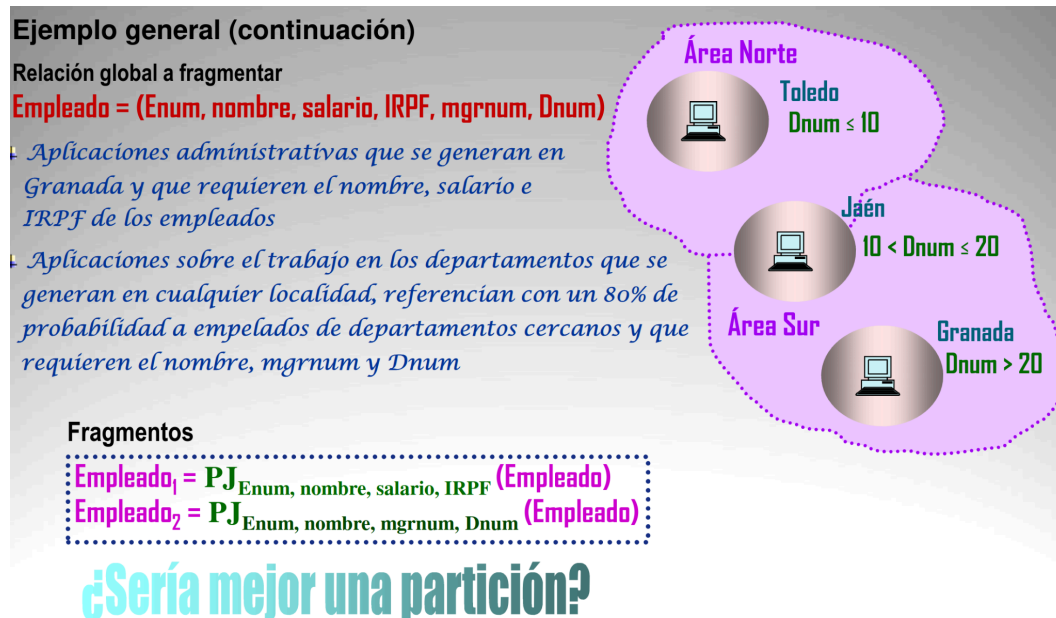 Ejemplo general (continuación)
Relación global a fragmentar
Empleado = (Enum, nombre, salario, IRPF, mgrnum, Dnum)
Aplicaciones administrativas que se generan en
Granada y que requieren el nombre, salario e
IRPF de los empleados
Aplicaciones sobre el trabajo en los departamentos que se
generan en cualquier localidad, referencian con un 80% de
probabilidad a empelados de departamentos cercanos y que
requieren el nombre, mgrnum y Dnum
Área Norte
Toledo
Dnum ≤ 10
Jaén
10 < Dnum ≤ 20
Área Sur
Granada
Dnum > 20
Fragmentos
Empleado₁ = PJ Enum, nombre, salario, IRPF (Empleado)
Empleado₂ = PJ Enum, nombre, mgrnum, Dnum (Empleado)
¿Sería mejor una partición?